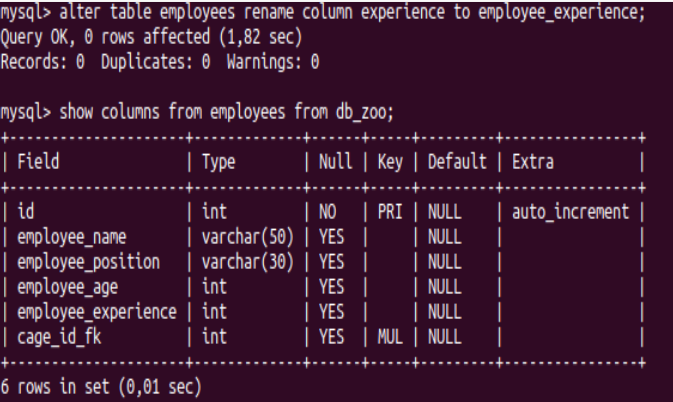 mysql> alter table employees rename column experience to employee_experience;
Query OK, 0 rows affected (1,82 sec)
Records: 0  Duplicates: 0  Warnings: 0

mysql> show columns from employees from db_zoo;
+---------------------+-------------+------+-----+---------+----------------+
| Field               | Type        | Null | Key | Default | Extra          |
+---------------------+-------------+------+-----+---------+----------------+
| id                  | int         | NO   | PRI | NULL    | auto_increment |
| employee_name       | varchar(50) | YES  |     | NULL    |                |
| employee_position   | varchar(30) | YES  |     | NULL    |                |
| employee_age        | int         | YES  |     | NULL    |                |
| employee_experience | int         | YES  |     | NULL    |                |
| cage_id_fk          | int         | YES  | MUL | NULL    |                |
+---------------------+-------------+------+-----+---------+----------------+
6 rows in set (0,01 sec)